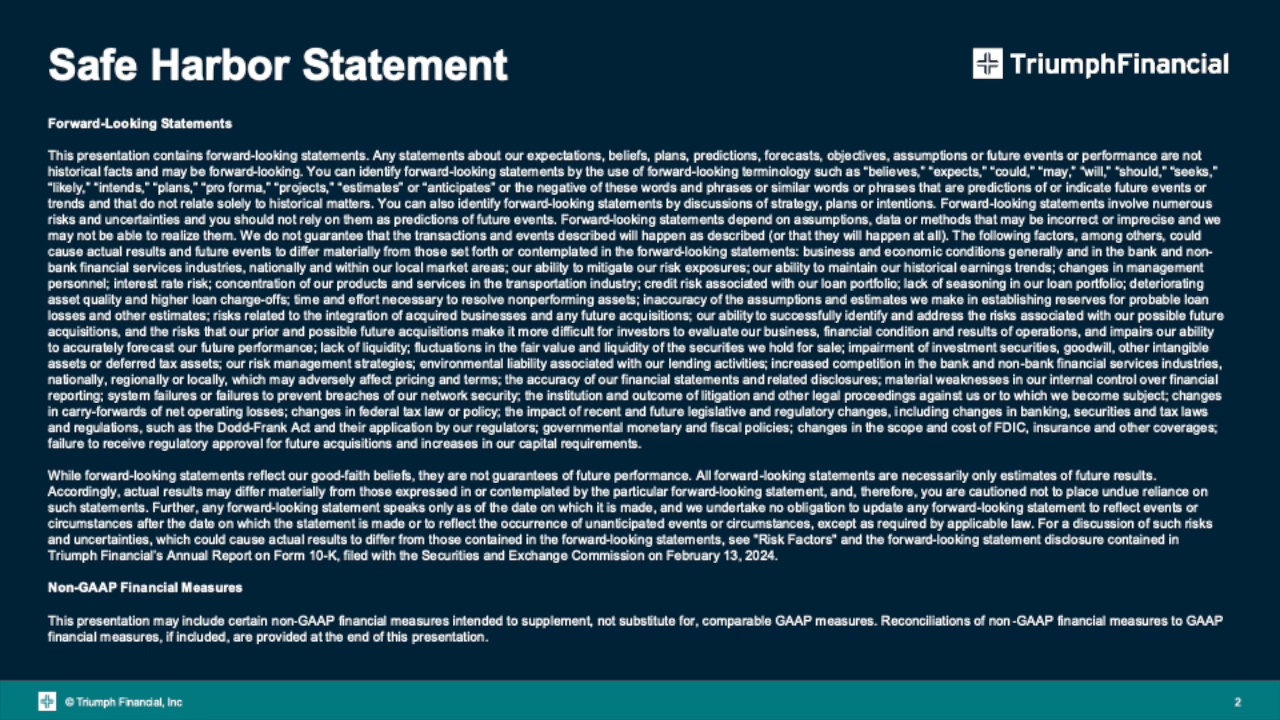 Safe Harbor Statement
TriumphFinancial
Forward-Looking Statements
This presentation contains forward-looking statements. Any statements about our expectations, beliefs, plans, predictions, forecasts, objectives, assumptions or future events or performance are not
historical facts and may be forward-looking. You can identify forward-looking statements by the use of forward-looking terminology such as “believes,” “expects,” “could,” “may,” “will,” “should,” “seeks,”
“likely,” “intends,” “plans,” “pro forma,” “projects,” “estimates” or “anticipates” or the negative of these words and phrases or similar words or phrases that are predictions of or indicate future events or
trends and that do not relate solely to historical matters. You can also identify forward-looking statements by discussions of strategy, plans or intentions. Forward-looking statements involve numerous
risks and uncertainties and you should not rely on them as predictions of future events. Forward-looking statements depend on assumptions, data or methods that may be incorrect or imprecise and we
may not be able to realize them. We do not guarantee that the transactions and events described will happen as described (or that they will happen at all). The following factors, among others, could
cause actual results and future events to differ materially from those set forth or contemplated in the forward-looking statements: business and economic conditions generally and in the bank and non-
bank financial services industries, nationally and within our local market areas; our ability to mitigate our risk exposures; our ability to maintain our historical earnings trends; changes in management
personnel; interest rate risk; concentration of our products and services in the transportation industry; credit risk associated with our loan portfolio; lack of seasoning in our loan portfolio; deteriorating
asset quality and higher loan charge-offs; time and effort necessary to resolve nonperforming assets; inaccuracy of the assumptions and estimates we make in establishing reserves for probable loan
losses and other estimates; risks related to the integration of acquired businesses and any future acquisitions; our ability to successfully identify and address the risks associated with our possible future
acquisitions, and the risks that our prior and possible future acquisitions make it more difficult for investors to evaluate our business, financial condition and results of operations, and impairs our ability
to accurately forecast our future performance; lack of liquidity; fluctuations in the fair value and liquidity of the securities we hold for sale; impairment of investment securities, goodwill, other intangible
assets or deferred tax assets; our risk management strategies; environmental liability associated with our lending activities; increased competition in the bank and non-bank financial services industries,
nationally, regionally or locally, which may adversely affect pricing and terms; the accuracy of our financial statements and related disclosures; material weaknesses in our internal control over financial
reporting; system failures or failures to prevent breaches of our network security; the institution and outcome of litigation and other legal proceedings against us or to which we become subject; changes
in carry-forwards of net operating losses; changes in federal tax law or policy; the impact of recent and future legislative and regulatory changes, including changes in banking, securities and tax laws
and regulations, such as the Dodd-Frank Act and their application by our regulators; governmental monetary and fiscal policies; changes in the scope and cost of FDIC, insurance and other coverages;
failure to receive regulatory approval for future acquisitions and increases in our capital requirements.
While forward-looking statements reflect our good-faith beliefs, they are not guarantees of future performance. All forward-looking statements are necessarily only estimates of future results.
Accordingly, actual results may differ materially from those expressed in or contemplated by the particular forward-looking statement, and, therefore, you are cautioned not to place undue reliance on
such statements. Further, any forward-looking statement speaks only as of the date on which it is made, and we undertake no obligation to update any forward-looking statement to reflect events or
circumstances after the date on which the statement is made or to reflect the occurrence of unanticipated events or circumstances, except as required by applicable law. For a discussion of such risks
and uncertainties, which could cause actual results to differ from those contained in the forward-looking statements, see "Risk Factors" and the forward-looking statement disclosure contained in
Triumph Financial's Annual Report on Form 10-K, filed with the Securities and Exchange Commission on February 13, 2024.
Non-GAAP Financial Measures
This presentation may include certain non-GAAP financial measures intended to supplement, not substitute for, comparable GAAP measures. Reconciliations of non-GAAP financial measures to GAAP
financial measures, if included, are provided at the end of this presentation.
© Triumph Financial, Inc
2